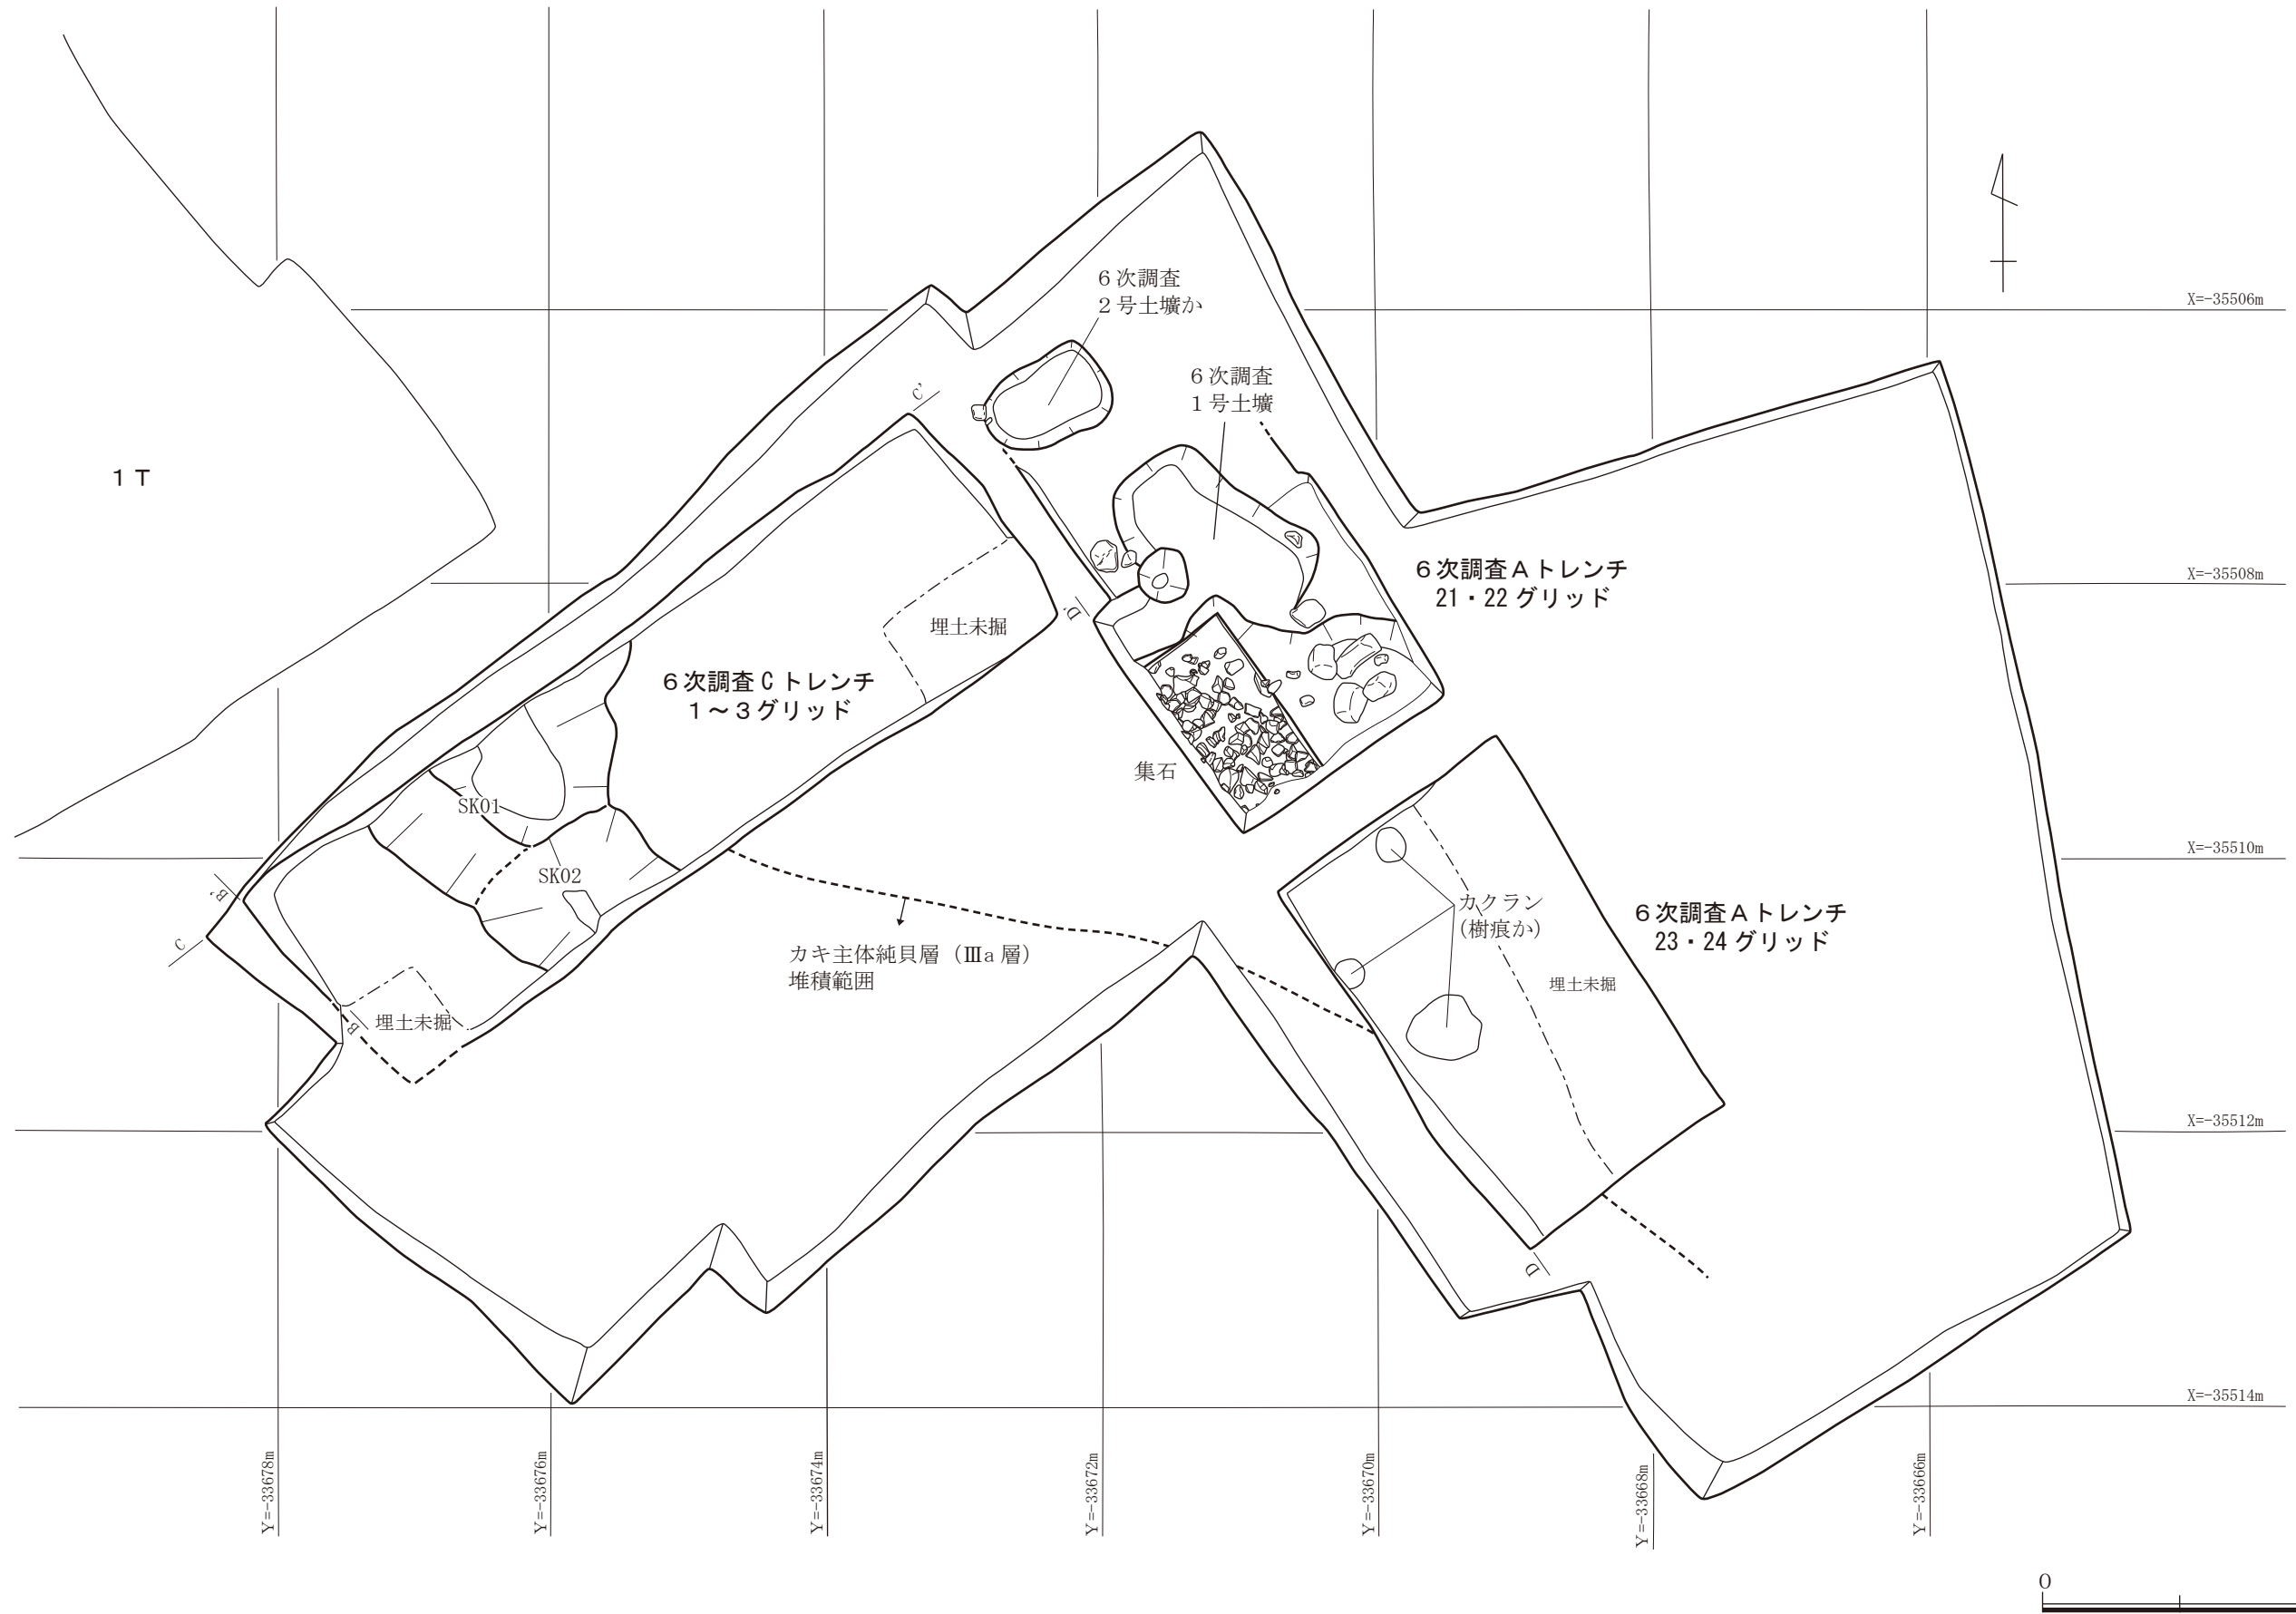 ６次調査
２号土壙か
X=-35506m
C'
６次調査
１号土壙
１Ｔ
６次調査Ａトレンチ
21・22 グリッド
X=-35508m
D'
埋土未掘
６次調査Ｃトレンチ
１～３グリッド
集石
SK01
SK02
X=-35510m
B'
C
カクラン
（樹痕か）
６次調査Ａトレンチ
23・24 グリッド
カキ主体純貝層（Ⅲa 層）
堆積範囲
埋土未掘
B
埋土未掘
X=-35512m
D
X=-35514m
Y=-33678m
Y=-33676m
Y=-33674m
Y=-33672m
Y=-33670m
Y=-33668m
Y=-33666m
0